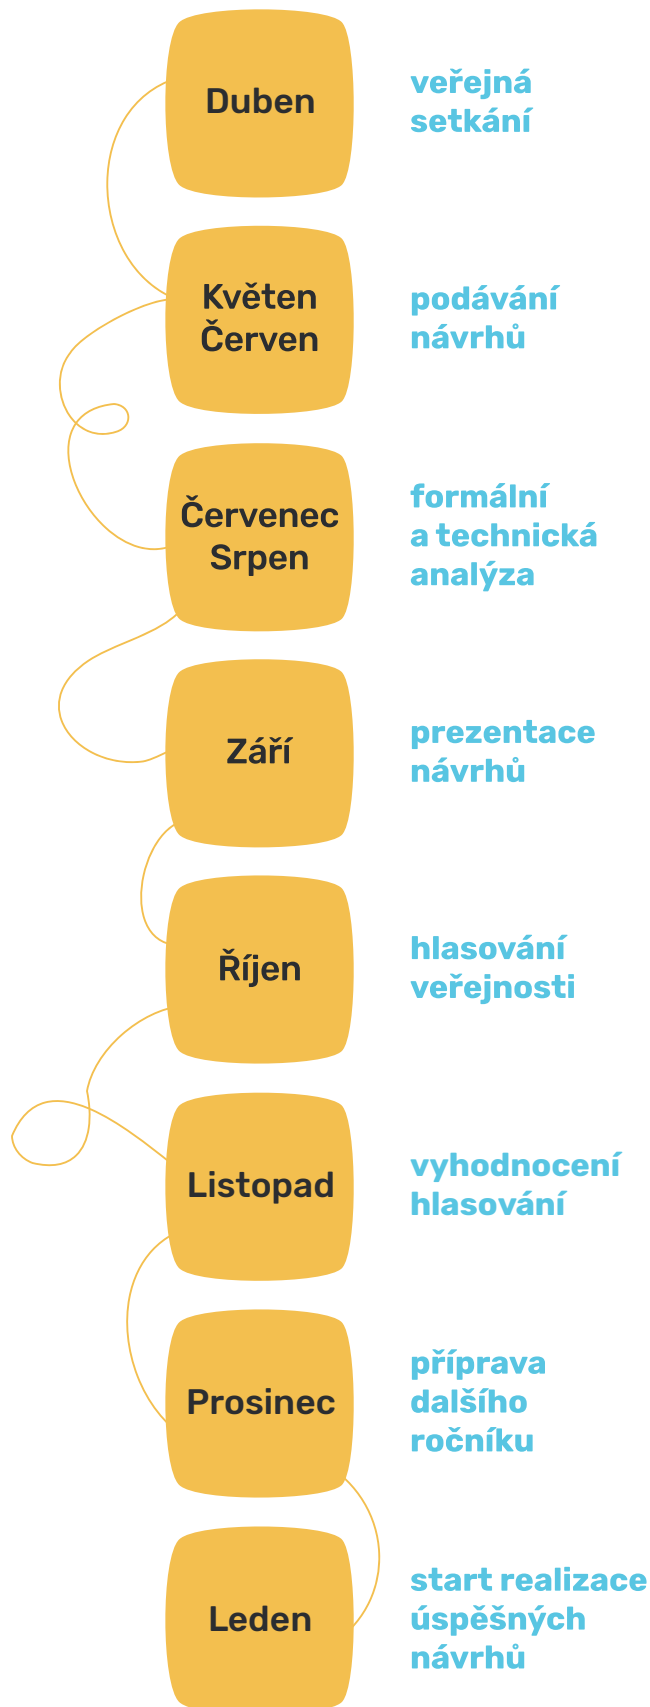 Duben
veřejná
setkání
Květen
Červen
podávání
návrhů
Červenec
Srpen
formální
a technická
analýza
Září
prezentace
návrhů
Říjen
hlasování
veřejnosti
Listopad
vyhodnocení
hlasování
Prosinec
příprava
dalšího
ročníku
Leden
start realizace
úspěšných
návrhů